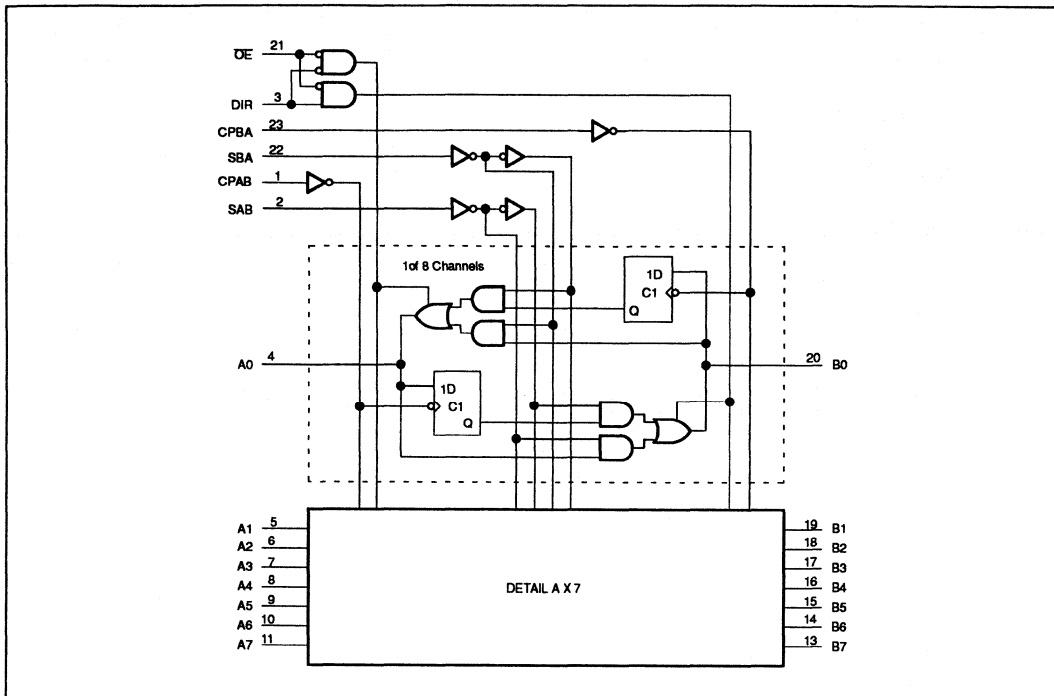 OE 21
DIR 3
CPBA 23
SBA 22
CPAB 1
SAB 2
1of 8 Channels
1D
C1
Q
A0 4
20 B0
1D
C1
Q
A1 5
A2 6
A3 7
A4 8
A5 9
A6 10
A7 11
DETAIL A X 7
19 B1
18 B2
17 B3
16 B4
15 B5
14 B6
13 B7